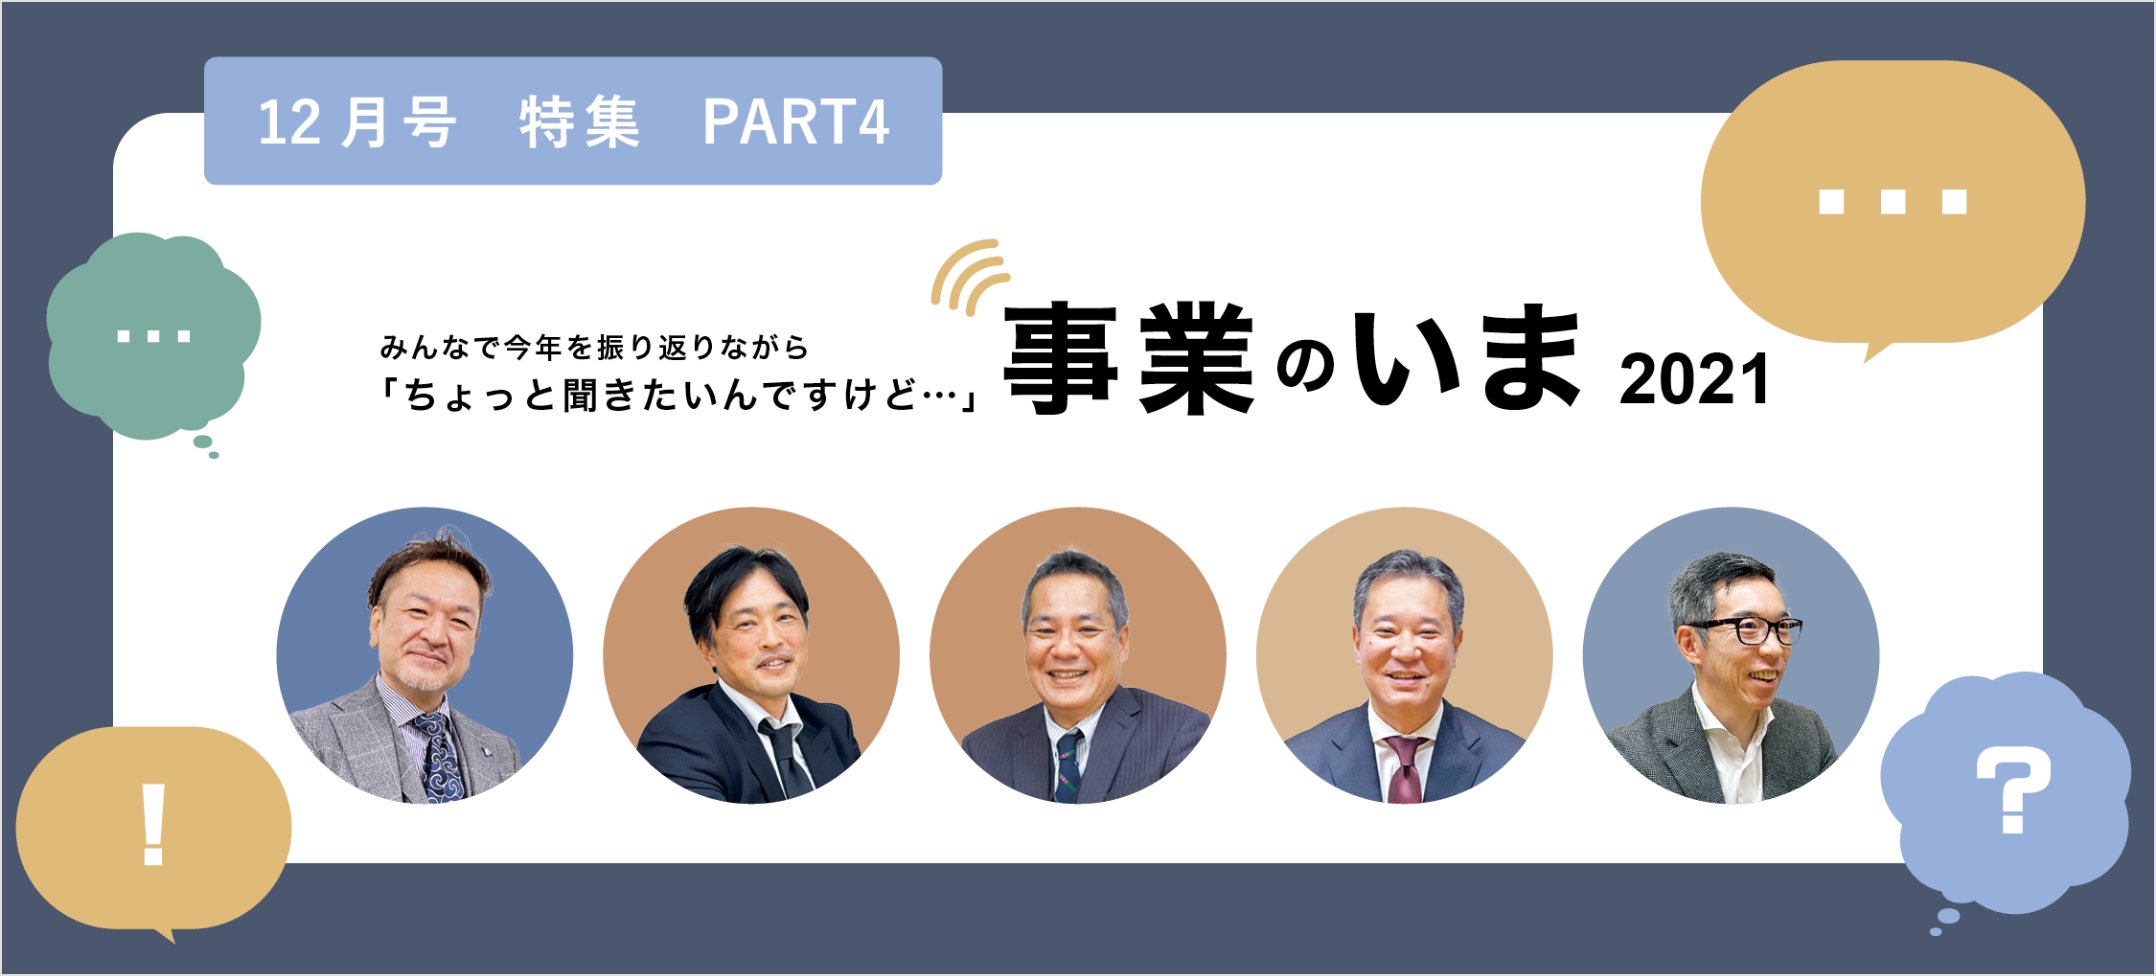 12月号　特集　PART4
みんなで今年を振り返りながら
「ちょっと聞きたいんですけど…」
事業のいま 2021
…
…
!
?